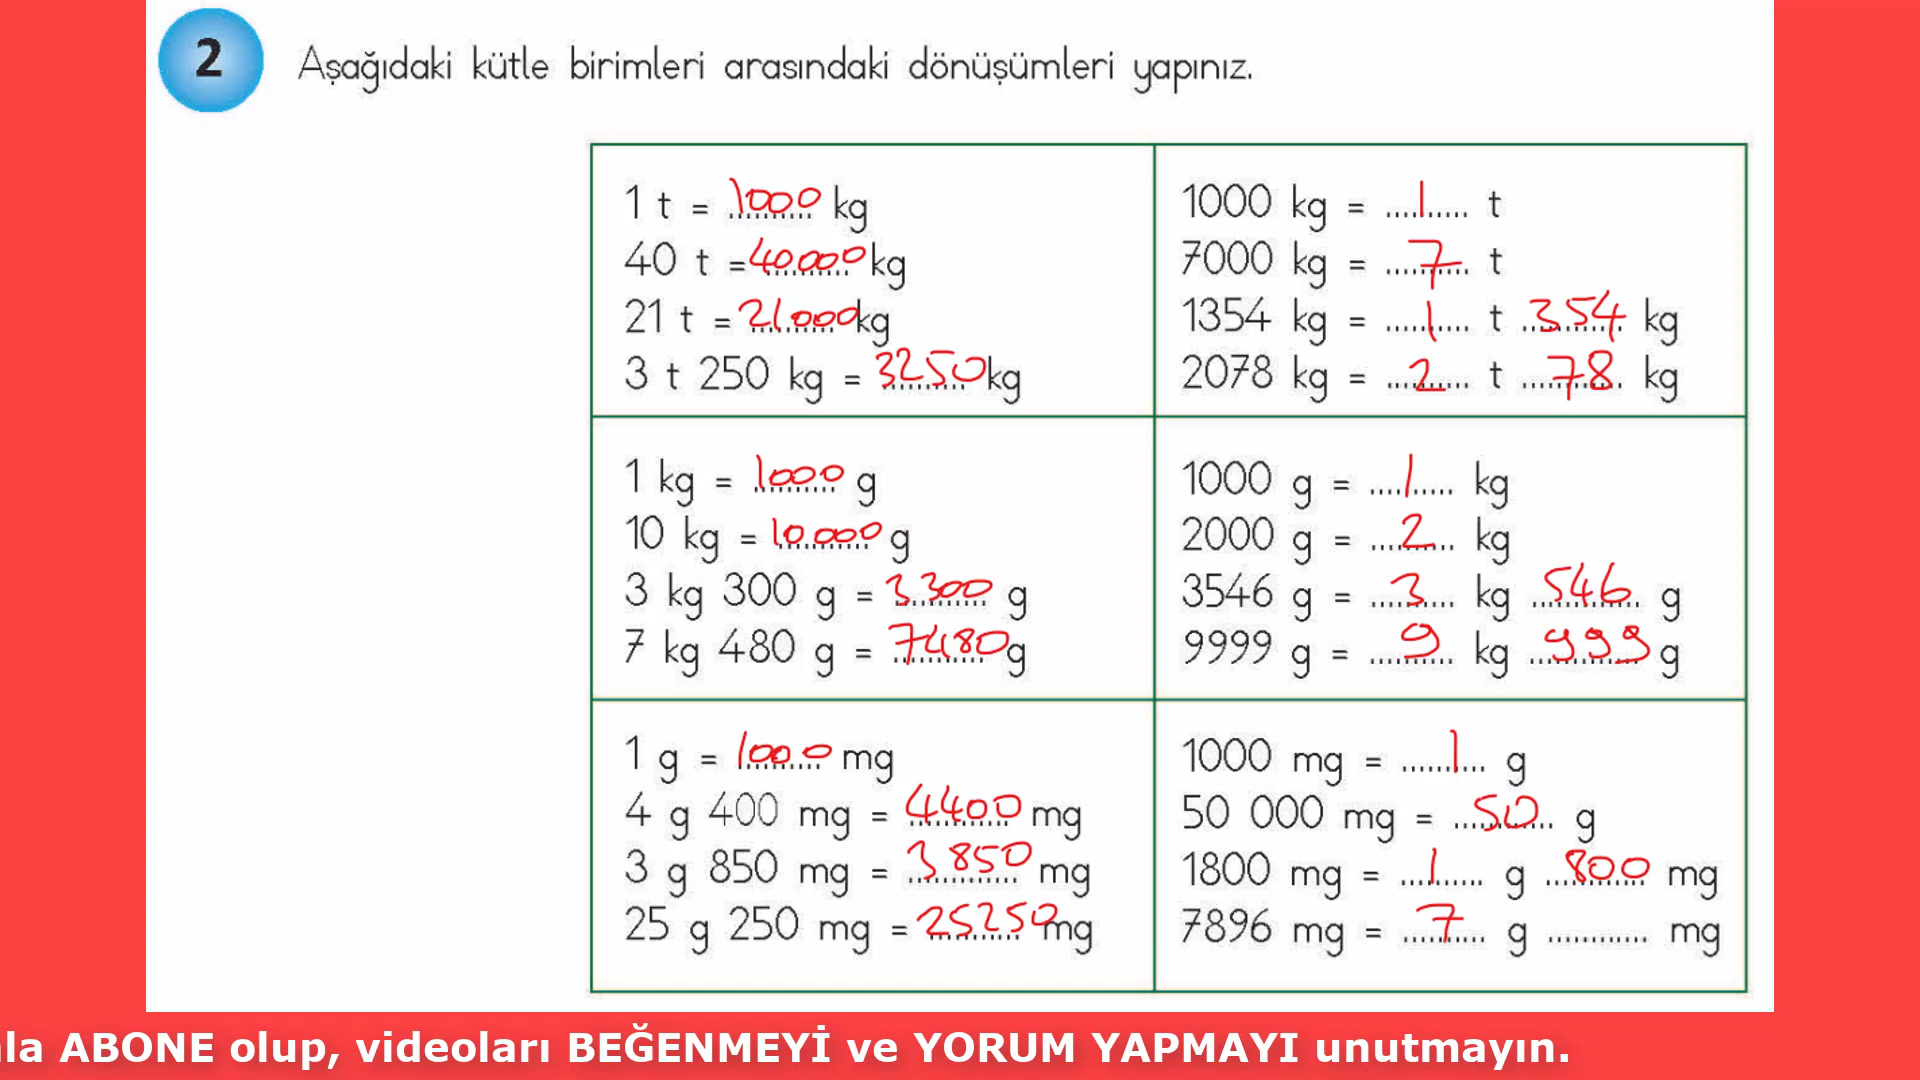 2
Aşağıdaki kütle birimleri arasındaki dönüşümleri yapınız.
1 t = 1000 kg
40 t = 40.000 kg
21 t = 21.000 kg
3 t 250 kg = 3250 kg
1000 kg = 1 t
7000 kg = 7 t
1354 kg = 1 t 354 kg
2078 kg = 2 t 78 kg
1 kg = 1000 g
10 kg = 10.000 g
3 kg 300 g = 3300 g
7 kg 480 g = 7480 g
1000 g = 1 kg
2000 g = 2 kg
3546 g = 3 kg 546 g
9999 g = 9 kg 999 g
1 g = 1000 mg
4 g 400 mg = 4400 mg
3 g 850 mg = 3850 mg
25 g 250 mg = 25250 mg
1000 mg = 1 g
50 000 mg = 50 g
1800 mg = 1 g 800 mg
7896 mg = 7 g ............ mg
ABONE olup, videoları BEĞENMEYİ ve YORUM YAPMAYI unutmayın.